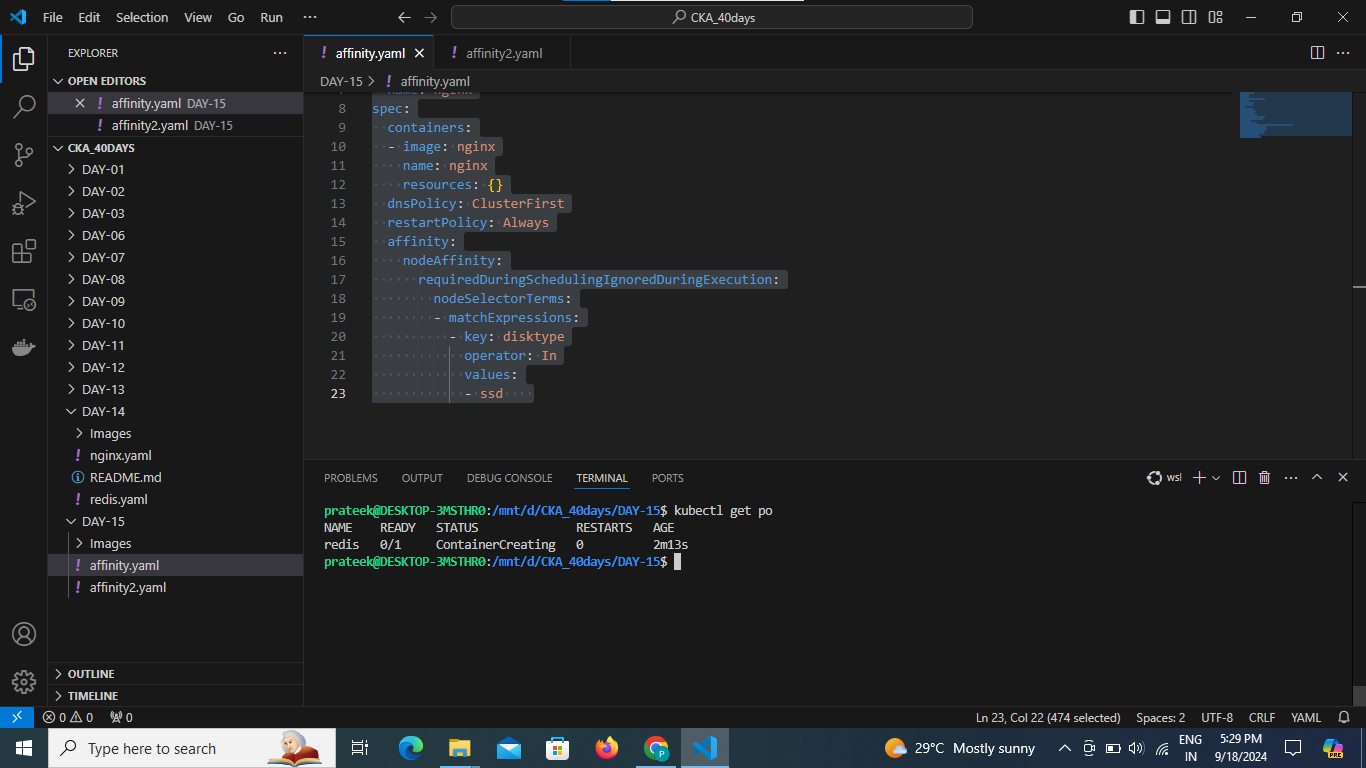 File Edit Selection View Go Run ···
CKA_40days
EXPLORER
OPEN EDITORS
affinity.yaml DAY-15
affinity2.yaml DAY-15
CKA_40DAYS
DAY-01
DAY-02
DAY-03
DAY-06
DAY-07
DAY-08
DAY-09
DAY-10
DAY-11
DAY-12
DAY-13
DAY-14
Images
nginx.yaml
README.md
redis.yaml
DAY-15
Images
affinity.yaml
affinity2.yaml
OUTLINE
TIMELINE
affinity.yaml affinity2.yaml
DAY-15 > affinity.yaml
name: nginx
8 spec:
9 containers:
10 - image: nginx
11 name: nginx
12 resources: {}
13 dnsPolicy: ClusterFirst
14 restartPolicy: Always
15 affinity:
16 nodeAffinity:
17 requiredDuringSchedulingIgnoredDuringExecution:
18 nodeSelectorTerms:
19 - matchExpressions:
20 - key: disktype
21 operator: In
22 values:
23 - ssd
PROBLEMS OUTPUT DEBUG CONSOLE TERMINAL PORTS
wsl
prateek@DESKTOP-3MSTHR0:/mnt/d/CKA_40days/DAY-15$ kubectl get po
NAME READY STATUS RESTARTS AGE
redis 0/1 ContainerCreating 0 2m13s
prateek@DESKTOP-3MSTHR0:/mnt/d/CKA_40days/DAY-15$
0 0 0
Ln 23, Col 22 (474 selected) Spaces: 2 UTF-8 CRLF YAML
Type here to search
29°C Mostly sunny
ENG
IN
5:29 PM
9/18/2024
PRE